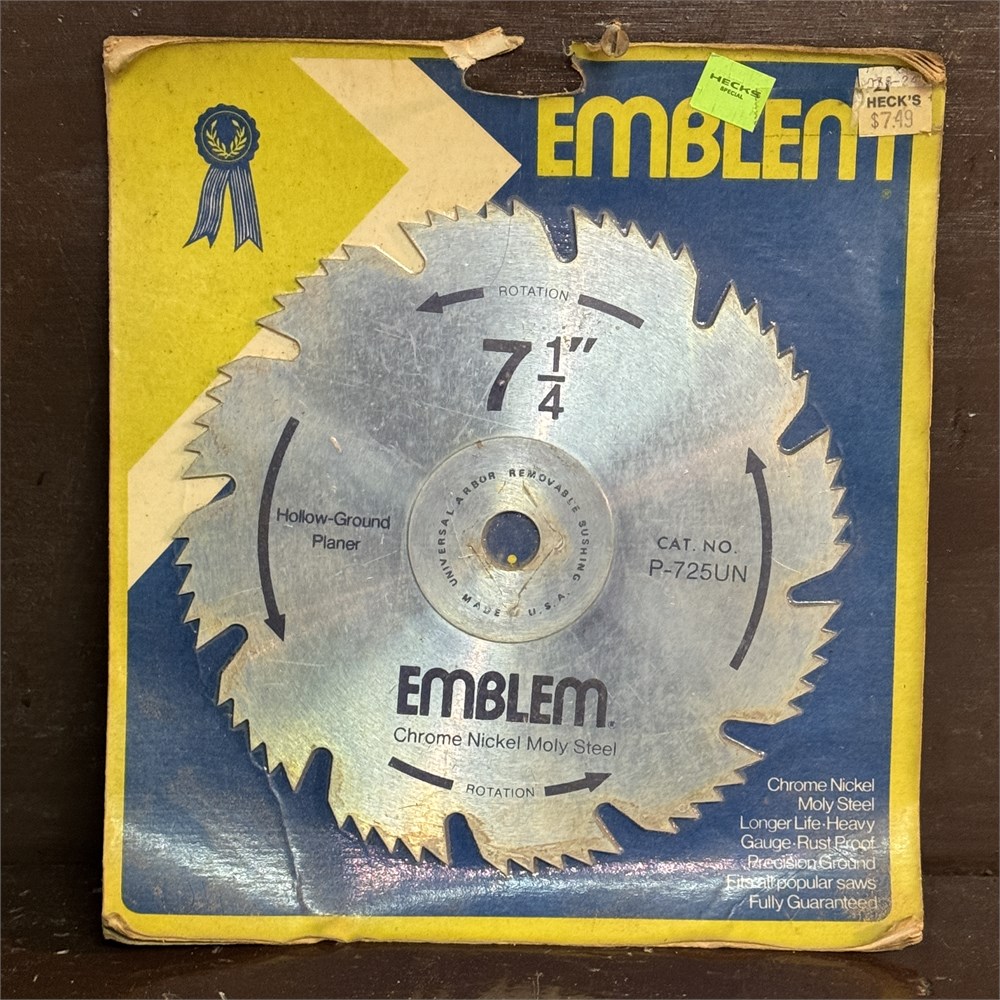 HECK'S
SPECIAL
HECK'S
$7.49
EMBLEM
ROTATION
7 1/4"
UNIVERSAL ARBOR REMOVABLE BUSHING
MADE U.S.A.
Hollow-Ground
Planer
CAT. NO.
P-725UN
EMBLEM®
Chrome Nickel Moly Steel
ROTATION
Chrome Nickel
Moly Steel
Longer Life·Heavy
Gauge·Rust Proof
Precision Ground
Fits all popular saws
Fully Guaranteed